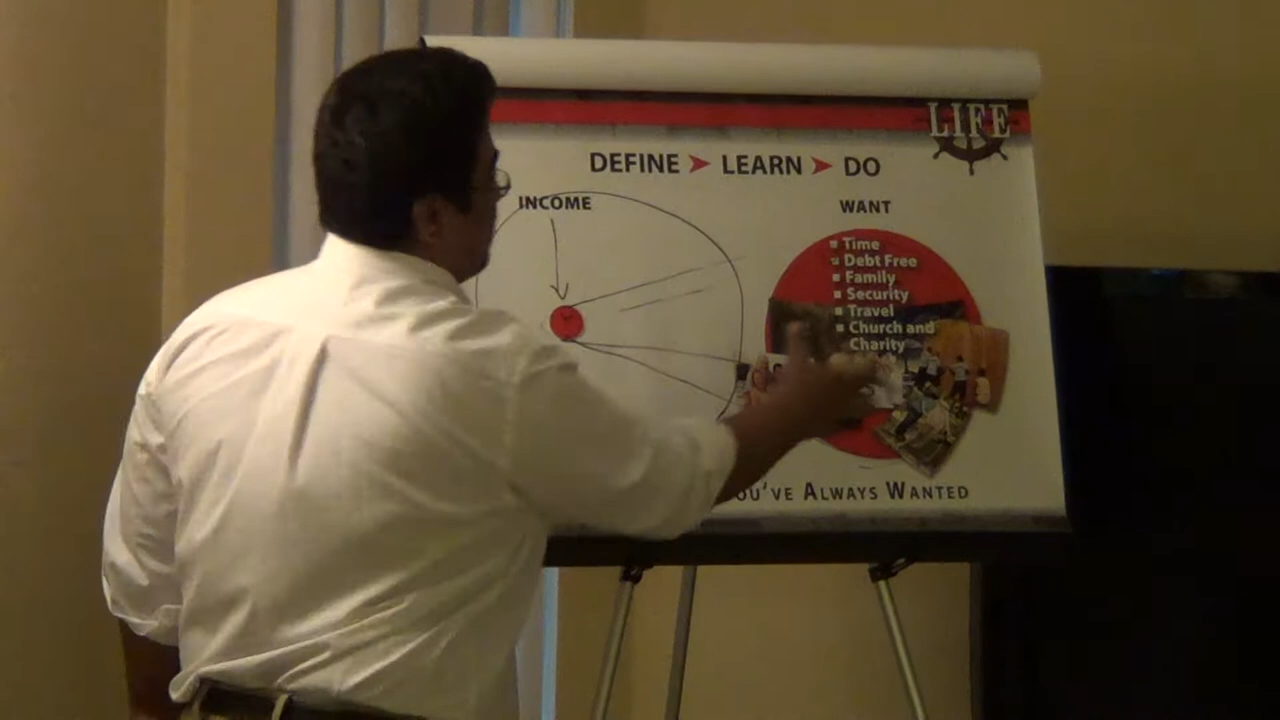 LIFE
DEFINE > LEARN > DO
INCOME
WANT
▪ Time
▪ Debt Free
▪ Family
▪ Security
▪ Travel
▪ Church and
Charity
OU'VE ALWAYS WANTED